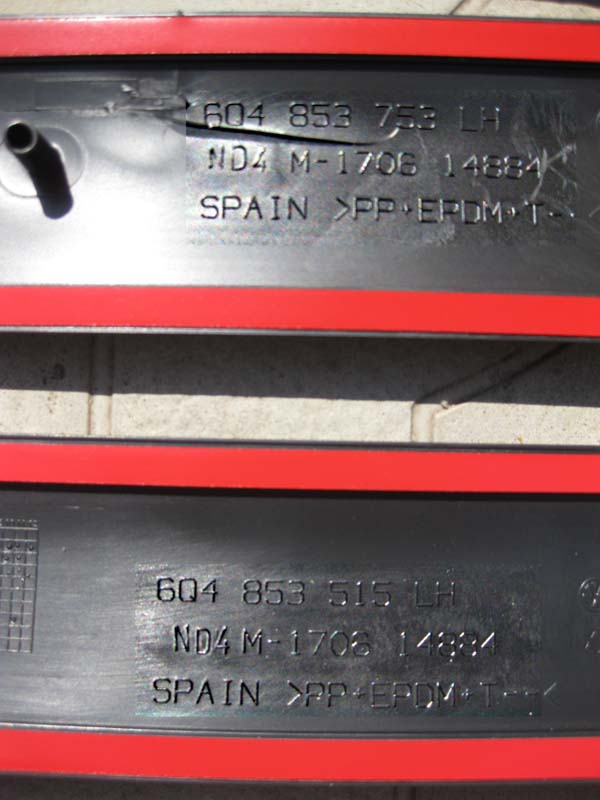 6Q4 853 753 LH
ND4 M-1706 14884
SPAIN >PP+EPDM+T--
6Q4 853 515 LH
ND4 M-1706 14884
SPAIN >PP+EPDM+T--<